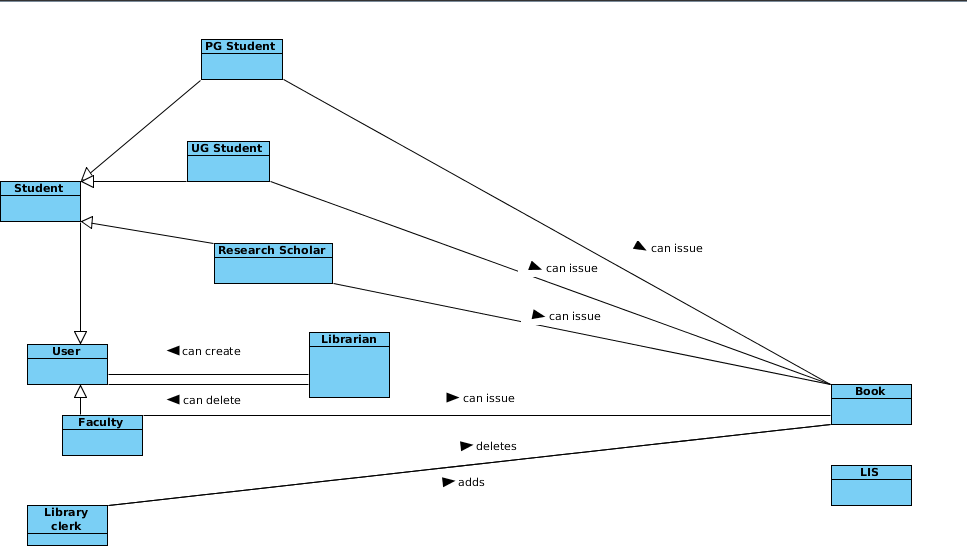 PG Student
UG Student
Student
Research Scholar
can issue
can issue
can issue
Librarian
User
can create
Book
can delete
can issue
Faculty
deletes
LIS
adds
Library
clerk